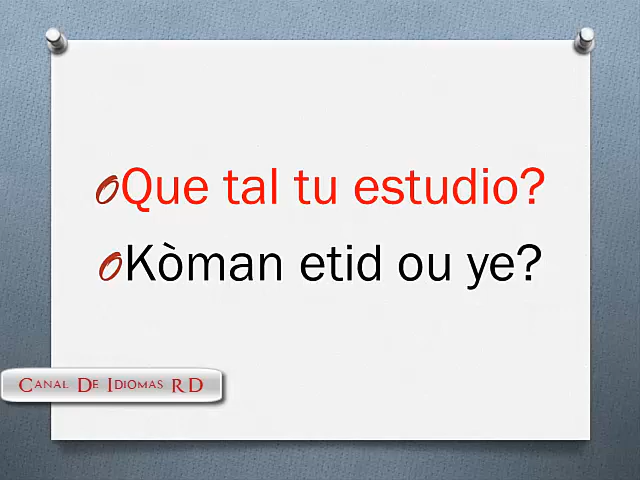 Que tal tu estudio?
Kòman etid ou ye?
Canal De Idiomas RD